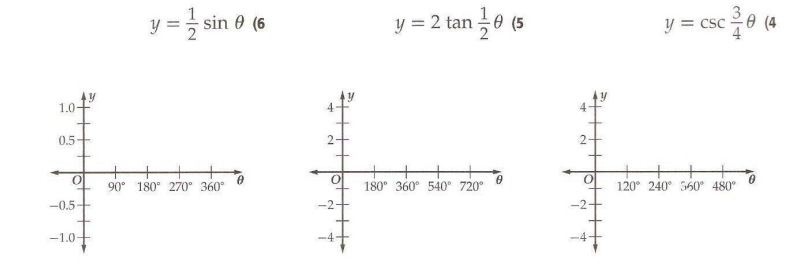 y = 1/2 sin θ (6
y = 2 tan 1/2 θ (5
y = csc 3/4 θ (4
y
1.0
0.5
O
90° 180° 270° 360° θ
−0.5
−1.0
y
4
2
O
180° 360° 540° 720° θ
−2
−4
y
4
2
O
120° 240° 360° 480° θ
−2
−4